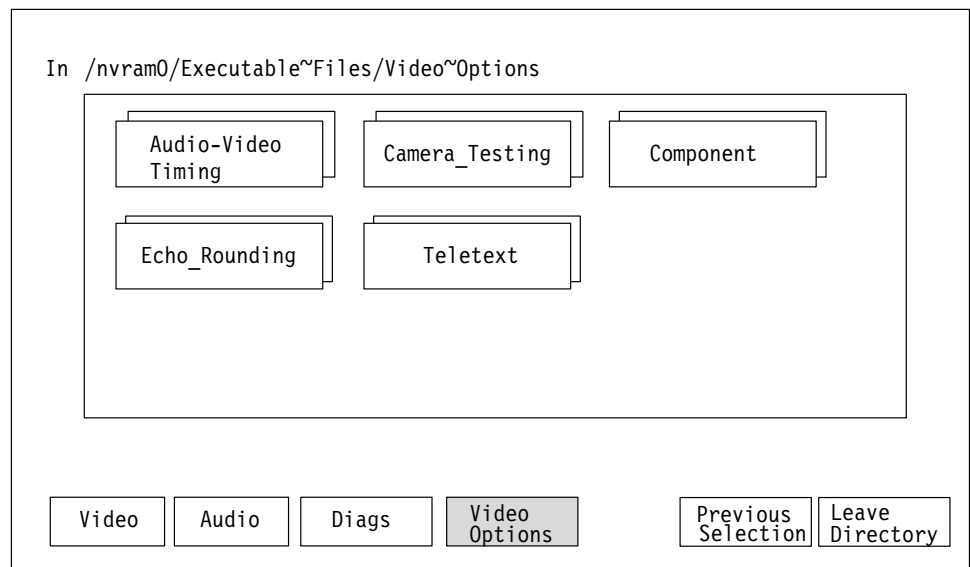 In /nvram0/Executable~Files/Video~Options
Audio-Video
Timing
Camera_Testing
Component
Echo_Rounding
Teletext
Video
Audio
Diags
Video
Options
Previous
Selection
Leave
Directory